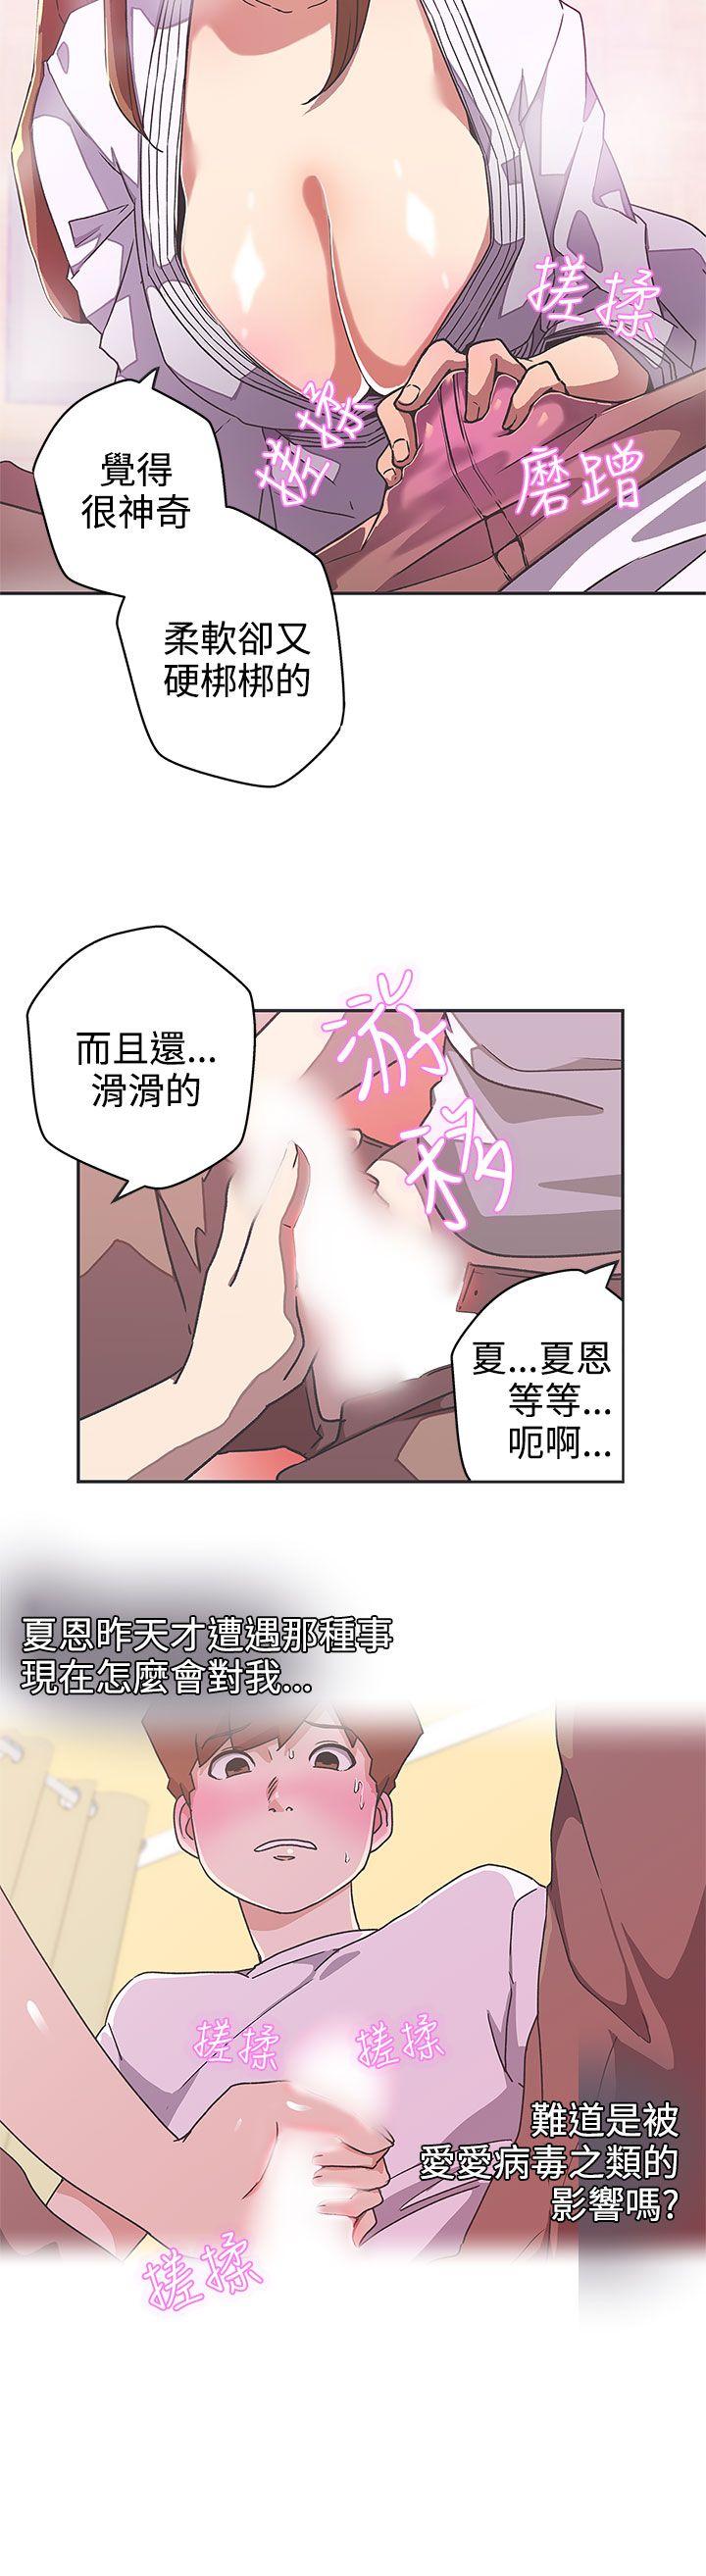 搓揉
搓揉
磨蹭
覺得
很神奇
柔軟卻又
硬梆梆的
而且還...
滑滑的
游移
夏...夏恩
等等...
呃啊...
夏恩昨天才遭遇那種事
現在怎麼會對我...
搓揉
搓揉
難道是被
愛愛病毒之類的
影響嗎?
搓揉